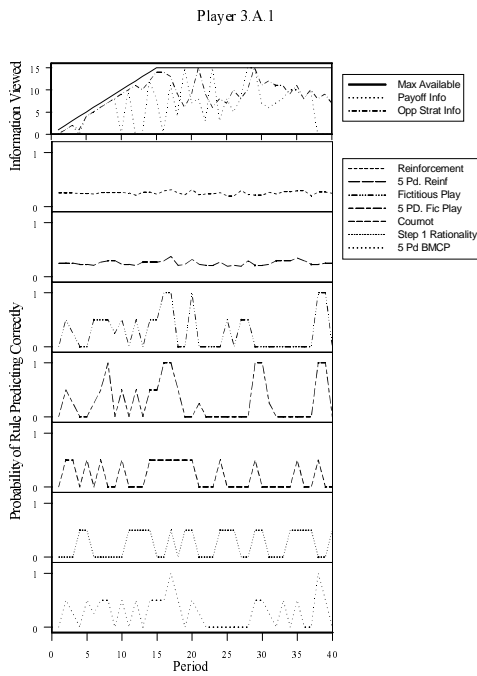 Player 3.A.1
Information Viewed
15
10
5
0
Max Available
Payoff Info
Opp Strat Info
Probability of Rule Predicting Correctly
1
0
1
0
1
0
1
0
1
0
1
0
1
0
Reinforcement
5 Pd. Reinf
Fictitious Play
5 PD. Fic Play
Cournot
Step 1 Rationality
5 Pd BMCP
0 5 10 15 20 25 30 35 40
Period